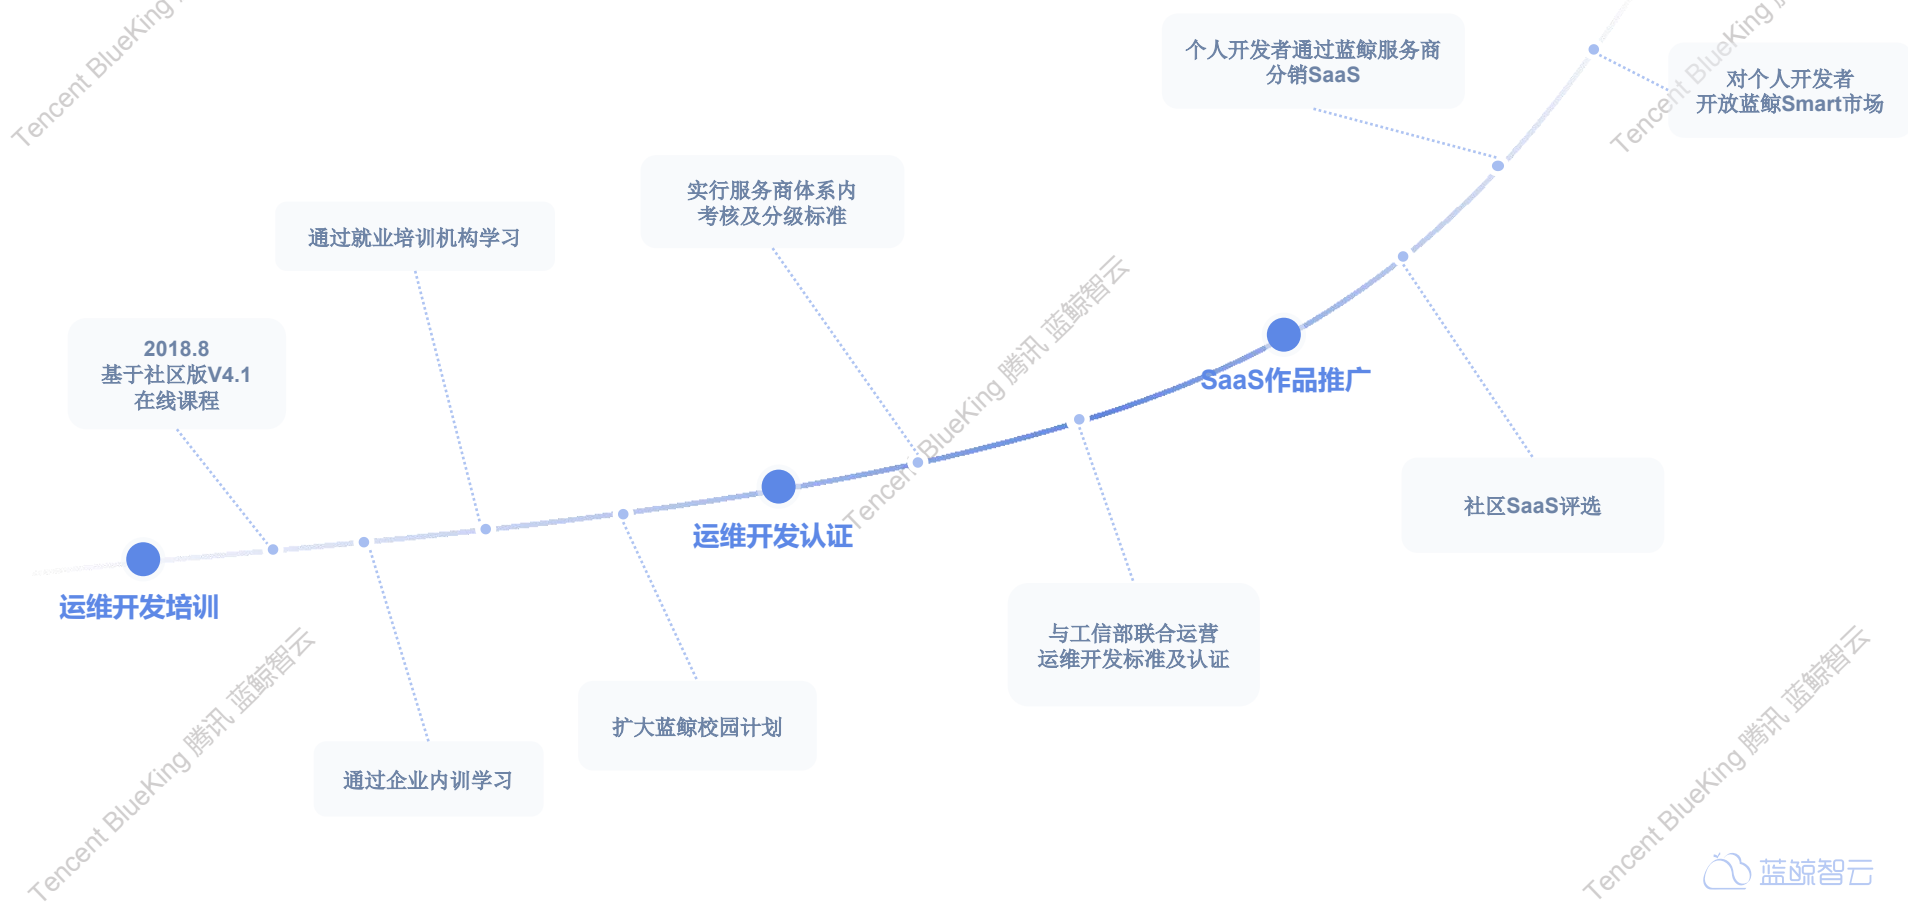 Tencent BlueKing
Tencent BlueKing
个人开发者通过蓝鲸服务商
分销SaaS
对个人开发者
开放蓝鲸Smart市场
实行服务商体系内
考核及分级标准
通过就业培训机构学习
2018.8
基于社区版V4.1
在线课程
Tencent BlueKing 腾讯 蓝鲸智云
SaaS作品推广
社区SaaS评选
运维开发认证
运维开发培训
与工信部联合运营
运维开发标准及认证
扩大蓝鲸校园计划
通过企业内训学习
Tencent BlueKing 腾讯 蓝鲸智云
Tencent BlueKing 腾讯 蓝鲸智云
蓝鲸智云